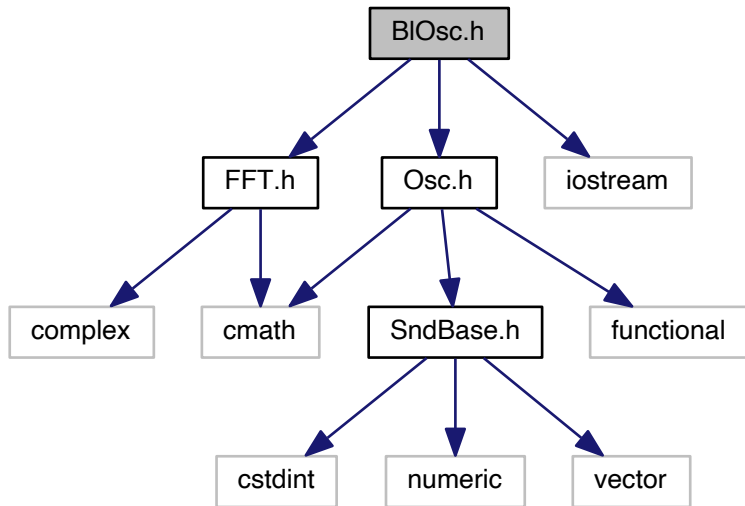 BlOsc.h
FFT.h
Osc.h
iostream
complex
cmath
SndBase.h
functional
cstdint
numeric
vector